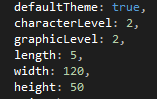 defaultTheme: true,
characterLevel: 2,
graphicLevel: 2,
length: 5,
width: 120,
height: 50